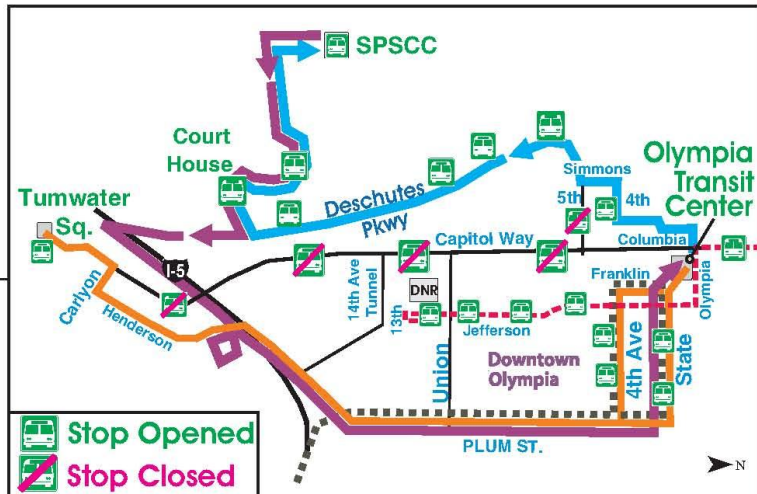 SPSCC
Court
House
Tumwater
Sq.
Simmons
Olympia
Transit
Center
5th
4th
Deschutes
Pkwy
Capitol Way
Columbia
I-5
Carlyon
Henderson
14th Ave
Tunnel
DNR
13th
Jefferson
Franklin
Olympia
Union
Downtown
Olympia
4th Ave
State
PLUM ST.
Stop Opened
Stop Closed
N